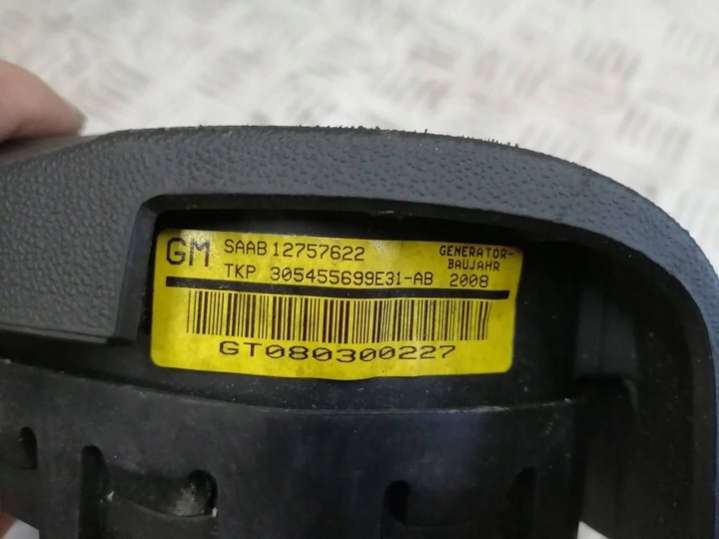 GM SAAB 12757622 GENERATOR-
BAUJAHR
TKP 305455699E31-AB 2008
GT080300227